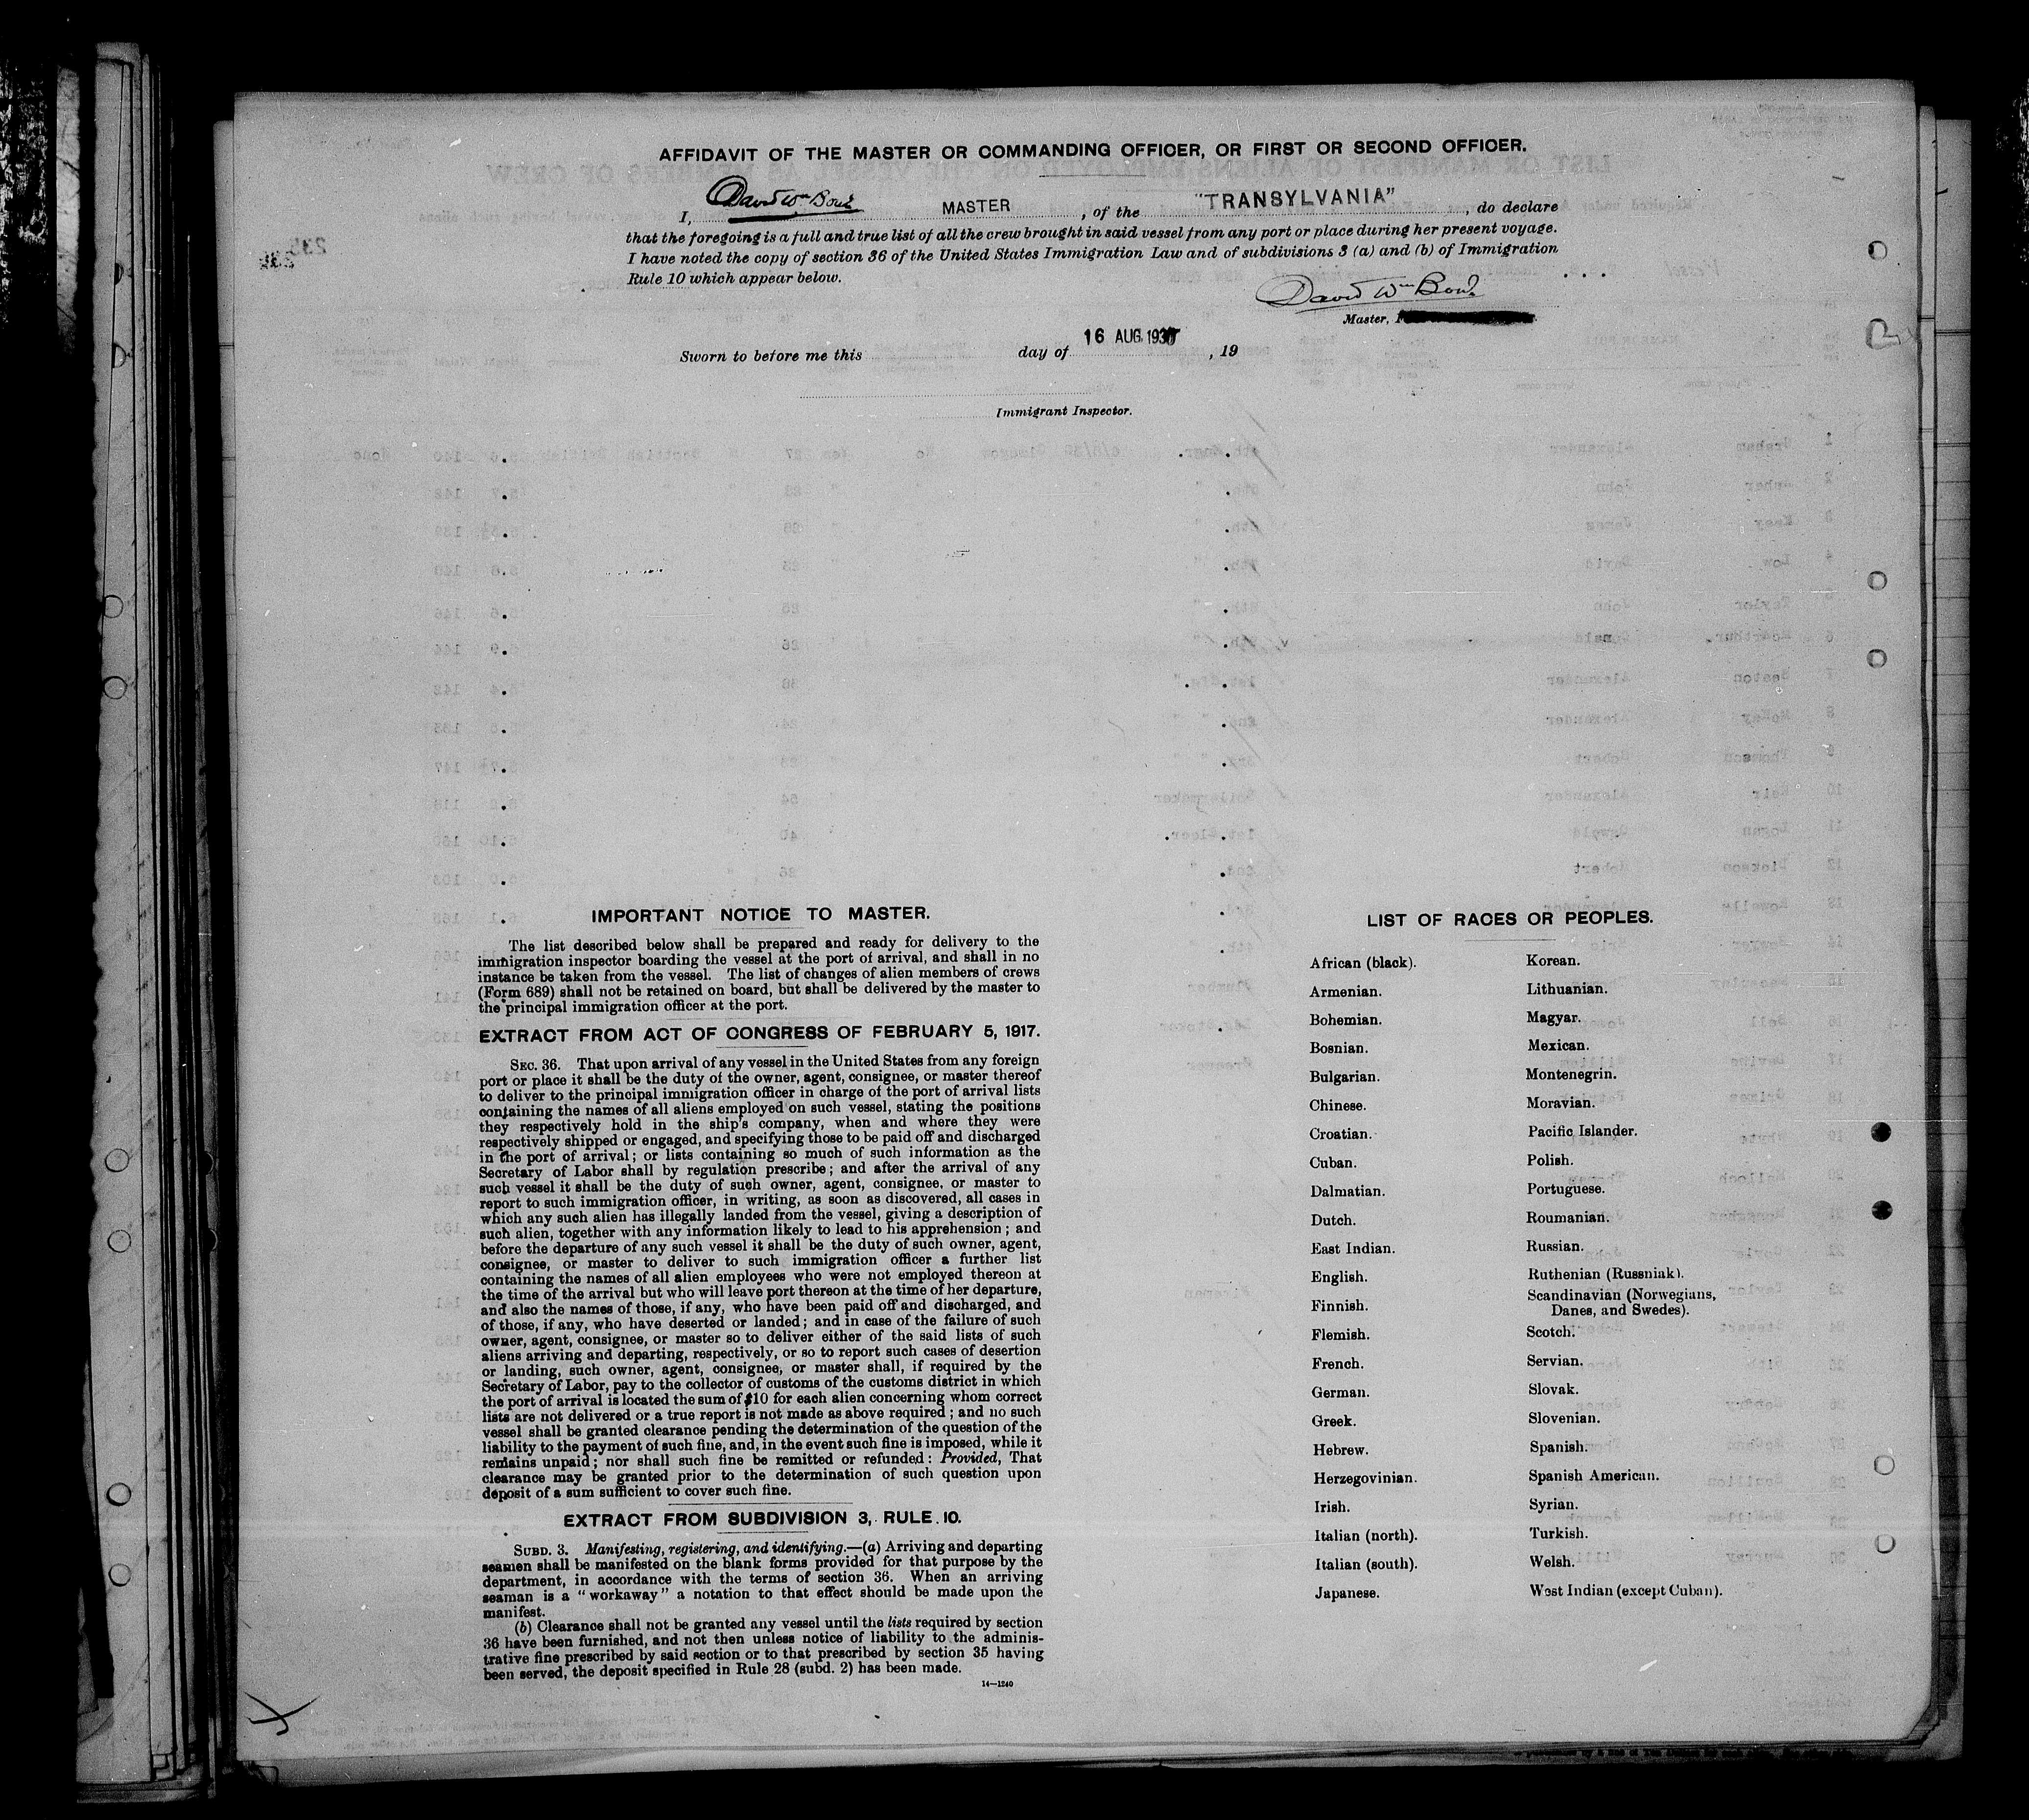 AFFIDAVIT OF THE MASTER OR COMMANDING OFFICER, OR FIRST OR SECOND OFFICER.
I, David Wm Bone MASTER, of the "TRANSYLVANIA", do declare
that the foregoing is a full and true list of all the crew brought in said vessel from any port or place during her present voyage.
I have noted the copy of section 36 of the United States Immigration Law and of subdivisions 3 (a) and (b) of Immigration
Rule 10 which appear below.
David Wm Bone
Master,
Sworn to before me this day of 16 AUG 193 , 19
Immigrant Inspector.
IMPORTANT NOTICE TO MASTER.
The list described below shall be prepared and ready for delivery to the
immigration inspector boarding the vessel at the port of arrival, and shall in no
instance be taken from the vessel. The list of changes of alien members of crews
(Form 689) shall not be retained on board, but shall be delivered by the master to
the principal immigration officer at the port.
EXTRACT FROM ACT OF CONGRESS OF FEBRUARY 5, 1917.
SEC. 36. That upon arrival of any vessel in the United States from any foreign
port or place it shall be the duty of the owner, agent, consignee, or master thereof
to deliver to the principal immigration officer in charge of the port of arrival lists
containing the names of all aliens employed on such vessel, stating the positions
they respectively hold in the ship's company, when and where they were
respectively shipped or engaged, and specifying those to be paid off and discharged
in the port of arrival; or lists containing so much of such information as the
Secretary of Labor shall by regulation prescribe; and after the arrival of any
such vessel it shall be the duty of such owner, agent, consignee, or master to
report to such immigration officer, in writing, as soon as discovered, all cases in
which any such alien has illegally landed from the vessel, giving a description of
such alien, together with any information likely to lead to his apprehension; and
before the departure of any such vessel it shall be the duty of such owner, agent,
consignee, or master to deliver to such immigration officer a further list
containing the names of all alien employees who were not employed thereon at
the time of the arrival but who will leave port thereon at the time of her departure,
and also the names of those, if any, who have been paid off and discharged, and
of those, if any, who have deserted or landed; and in case of the failure of such
owner, agent, consignee, or master so to deliver either of the said lists of such
aliens arriving and departing, respectively, or so to report such cases of desertion
or landing, such owner, agent, consignee, or master shall, if required by the
Secretary of Labor, pay to the collector of customs of the customs district in which
the port of arrival is located the sum of $10 for each alien concerning whom correct
lists are not delivered or a true report is not made as above required; and no such
vessel shall be granted clearance pending the determination of the question of the
liability to the payment of such fine, and, in the event such fine is imposed, while it
remains unpaid; nor shall such fine be remitted or refunded: Provided, That
clearance may be granted prior to the determination of such question upon
deposit of a sum sufficient to cover such fine.
EXTRACT FROM SUBDIVISION 3, RULE 10.
SUBD. 3. Manifesting, registering, and identifying.—(a) Arriving and departing
seamen shall be manifested on the blank forms provided for that purpose by the
department, in accordance with the terms of section 36. When an arriving
seaman is a "workaway" a notation to that effect should be made upon the
manifest.
(b) Clearance shall not be granted any vessel until the lists required by section
36 have been furnished, and not then unless notice of liability to the adminis-
trative fine prescribed by said section or to that prescribed by section 35 having
been served, the deposit specified in Rule 28 (subd. 2) has been made.
14—1240
LIST OF RACES OR PEOPLES.
African (black).
Armenian.
Bohemian.
Bosnian.
Bulgarian.
Chinese.
Croatian.
Cuban.
Dalmatian.
Dutch.
East Indian.
English.
Finnish.
Flemish.
French.
German.
Greek.
Hebrew.
Herzegovinian.
Irish.
Italian (north).
Italian (south).
Japanese.
Korean.
Lithuanian.
Magyar.
Mexican.
Montenegrin.
Moravian.
Pacific Islander.
Polish.
Portuguese.
Roumanian.
Russian.
Ruthenian (Russniak).
Scandinavian (Norwegians,
Danes, and Swedes).
Scotch.
Servian.
Slovak.
Slovenian.
Spanish.
Spanish American.
Syrian.
Turkish.
Welsh.
West Indian (except Cuban).